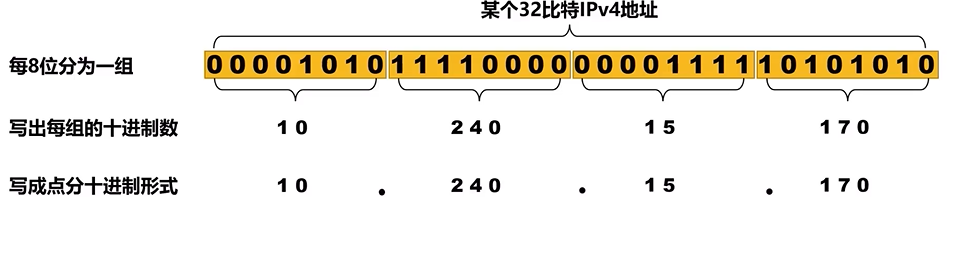 某个32比特IPv4地址
每8位分为一组 00001010 11110000 00001111 10101010
写出每组的十进制数 10 240 15 170
写成点分十进制形式 10 . 240 . 15 . 170